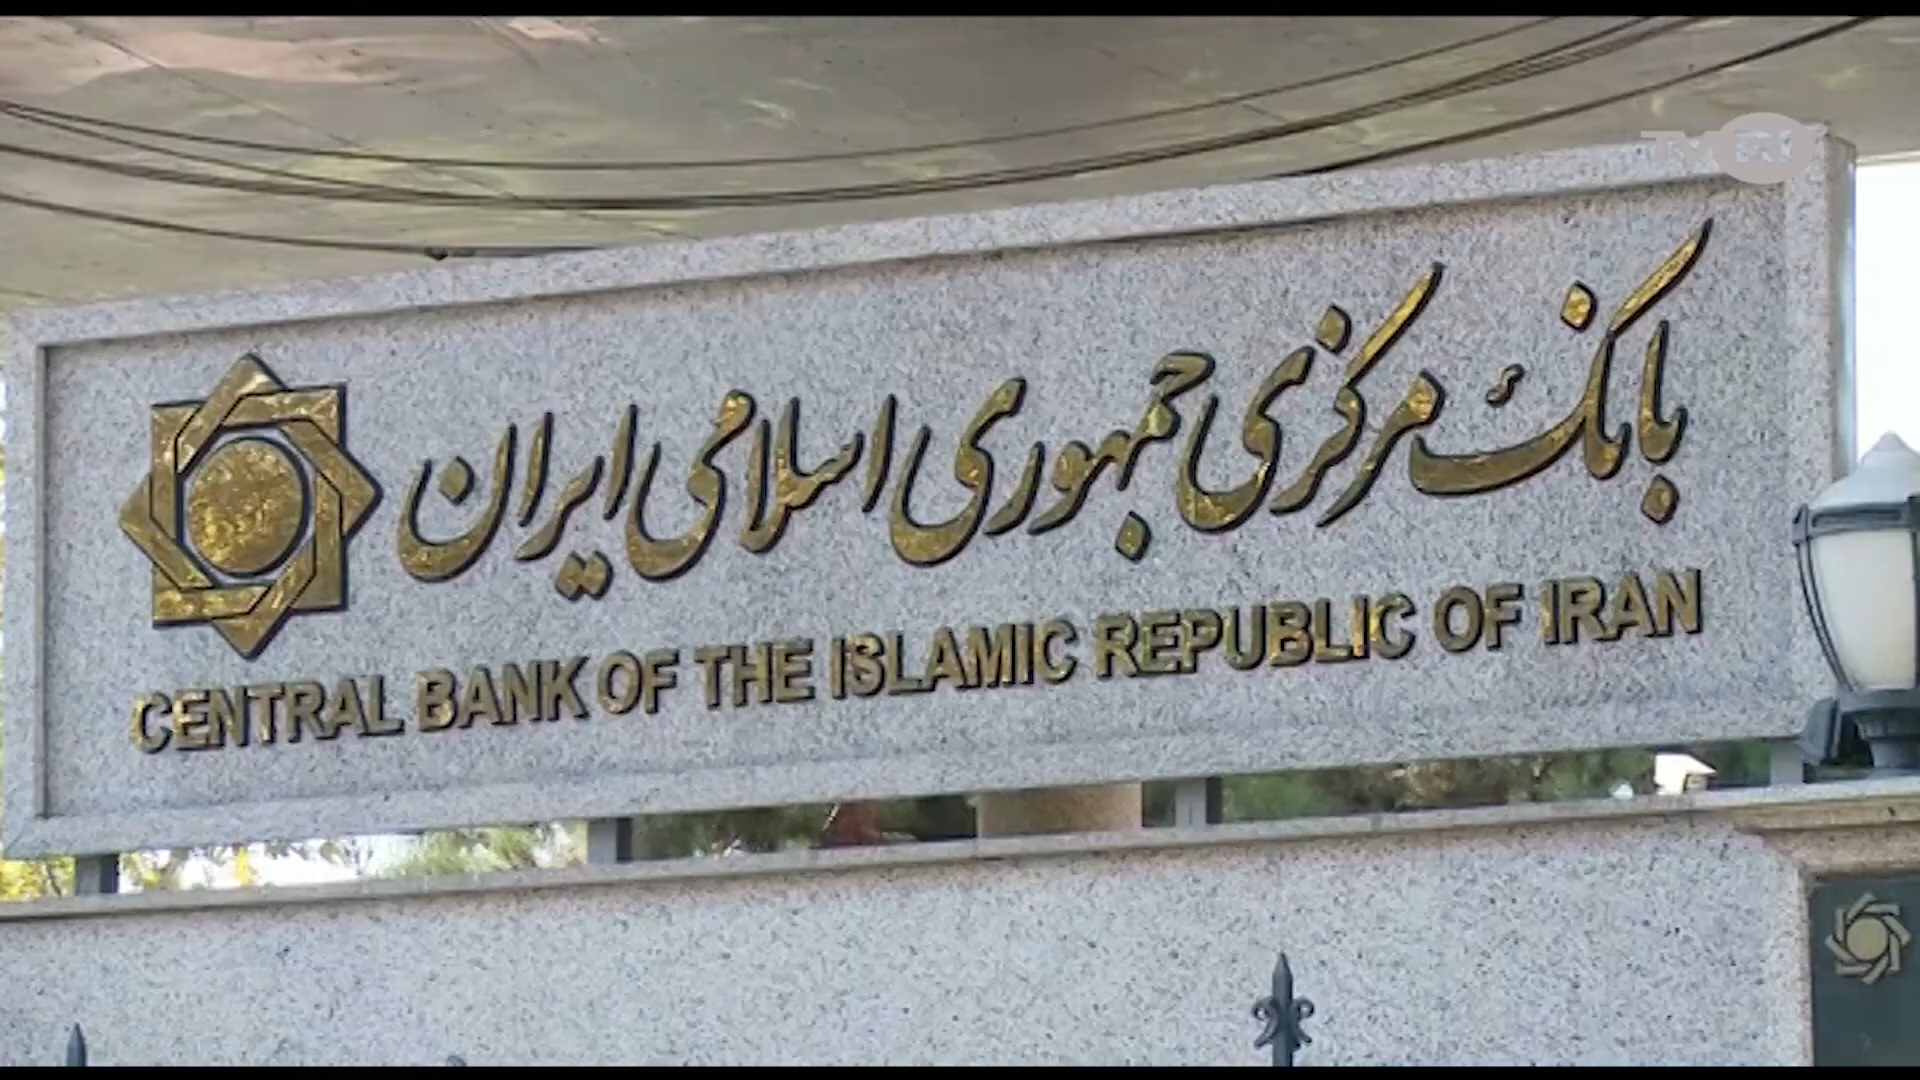 بانک مرکزی جمهوری اسلامی ایران
CENTRAL BANK OF THE ISLAMIC REPUBLIC OF IRAN